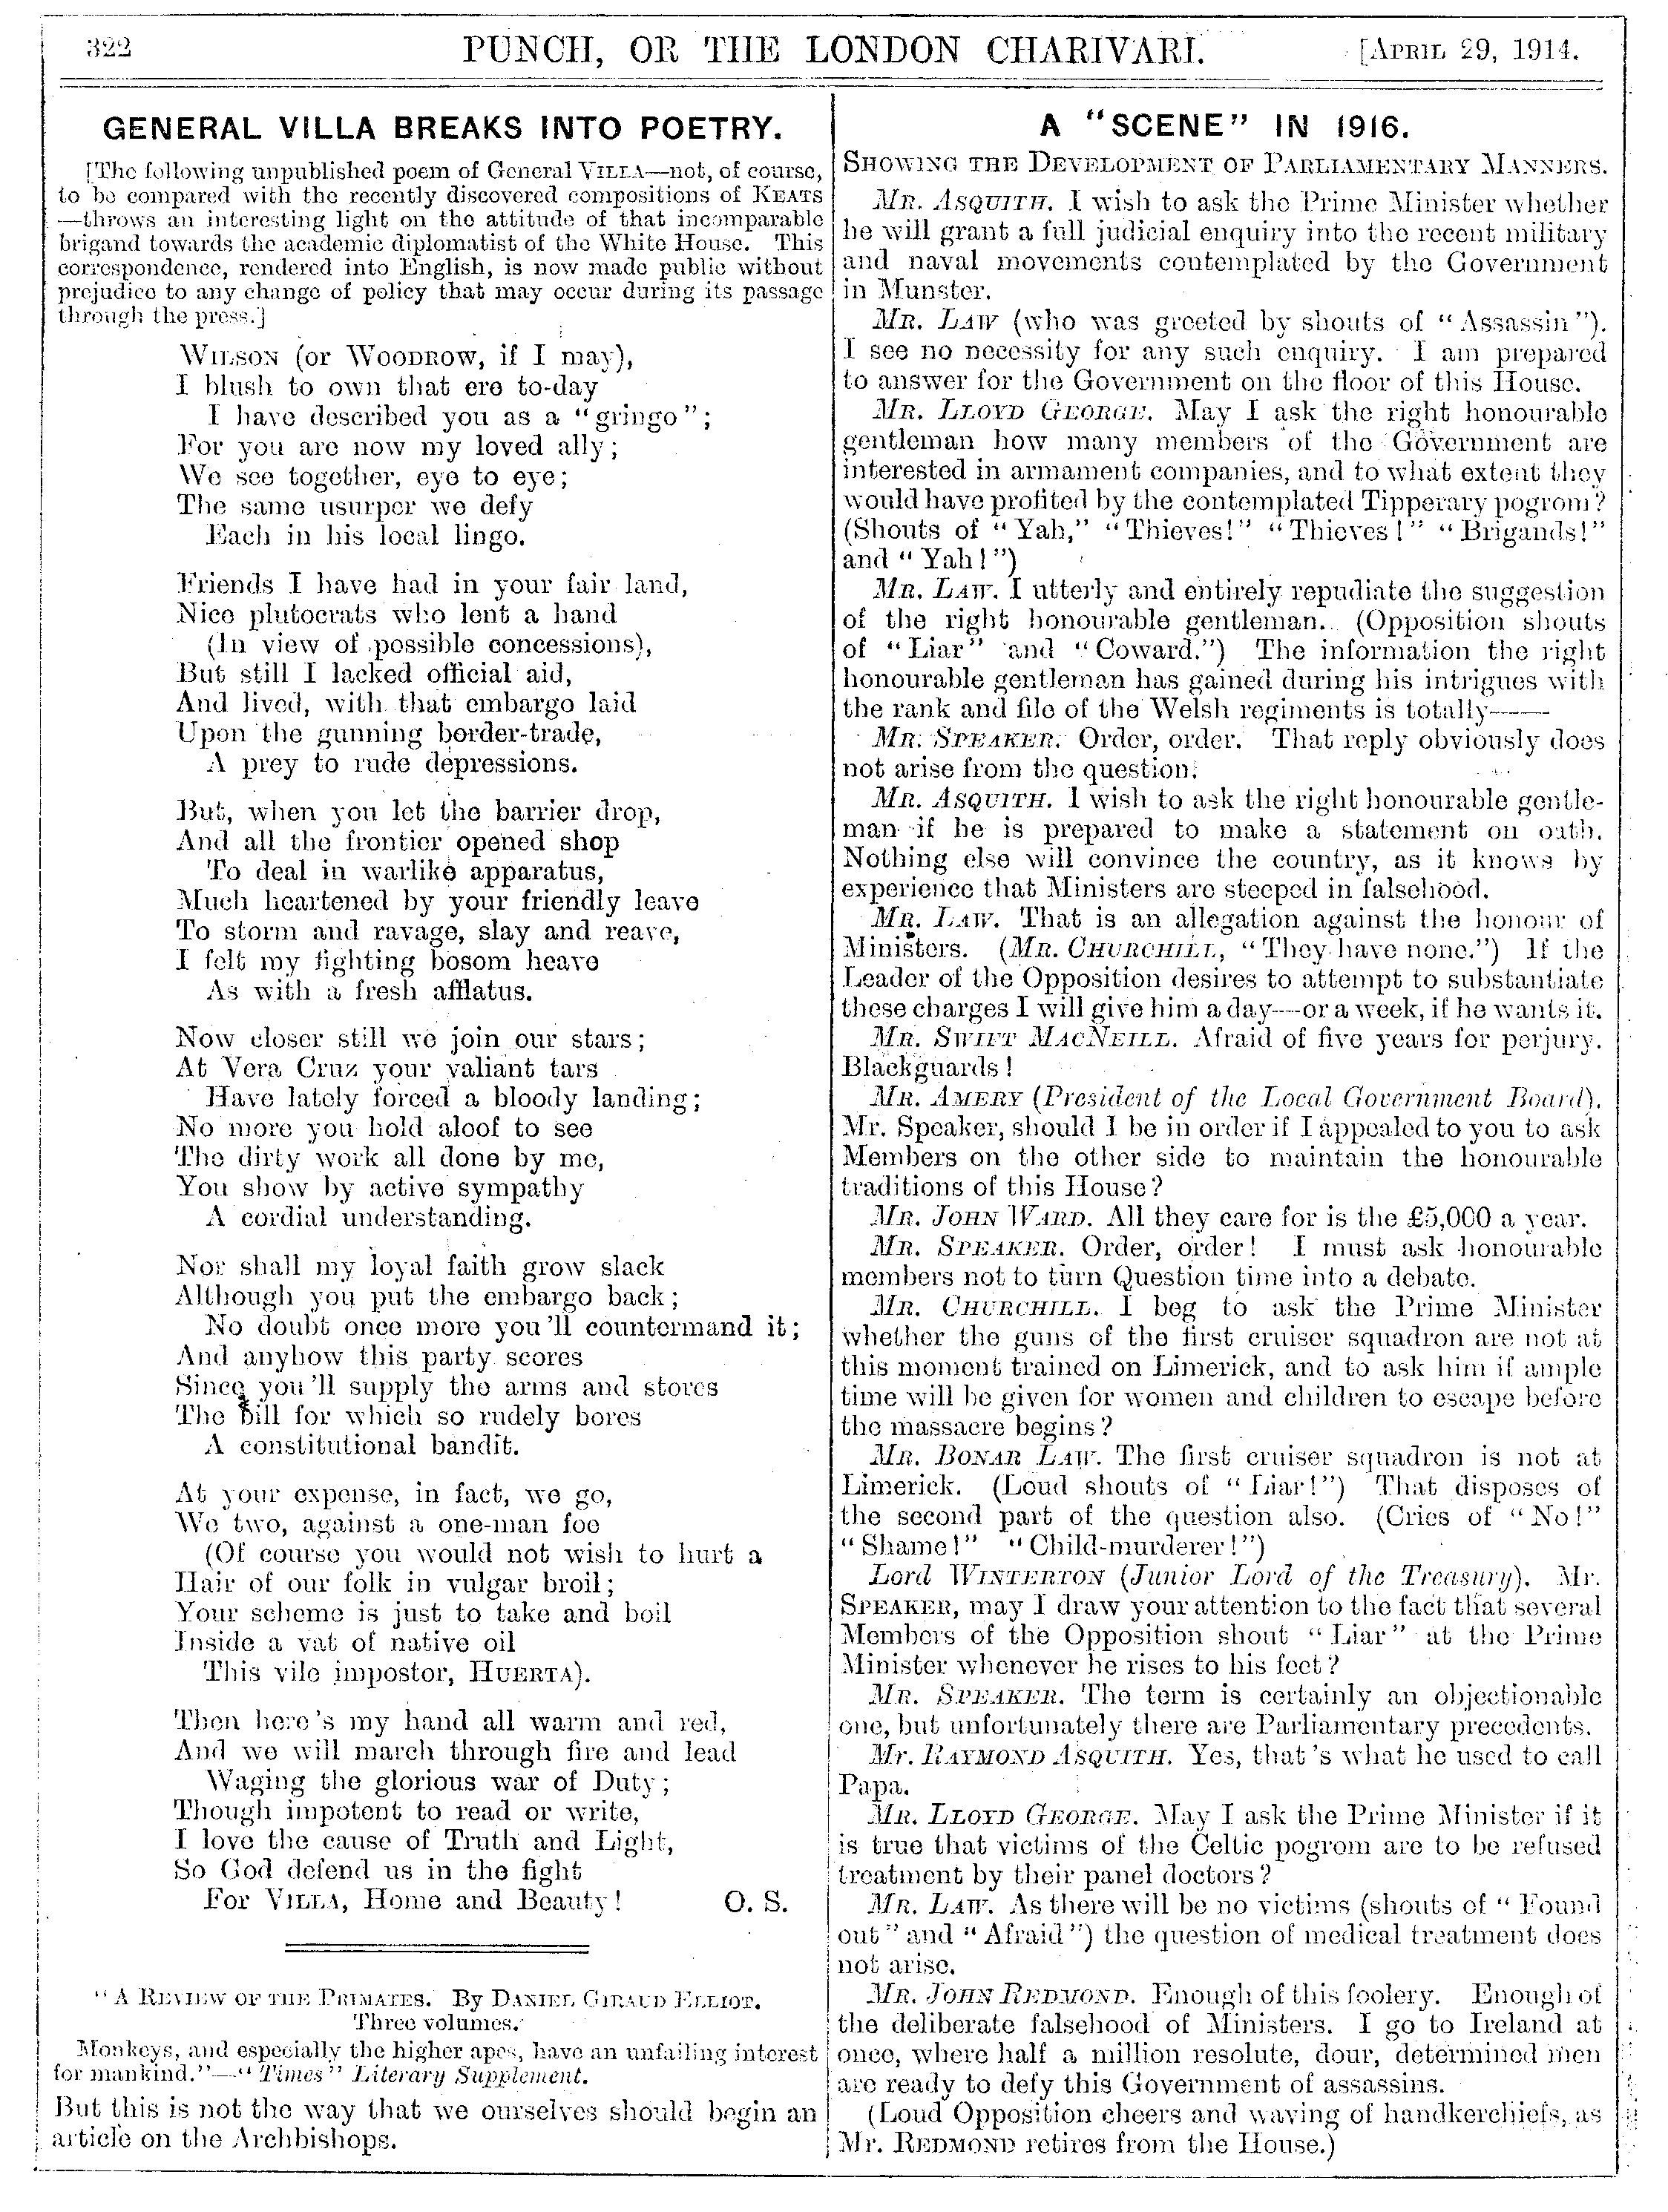 322
PUNCH, OR THE LONDON CHARIVARI.
[April 29, 1914.
GENERAL VILLA BREAKS INTO POETRY.
[The following unpublished poem of General Villa—not, of course,
to be compared with the recently discovered compositions of Keats
—throws an interesting light on the attitude of that incomparable
brigand towards the academic diplomatist of the White House. This
correspondence, rendered into English, is now made public without
prejudice to any change of policy that may occur during its passage
through the press.]
Wilson (or Woodrow, if I may),
I blush to own that ere to-day
I have described you as a "gringo";
For you are now my loved ally;
We see together, eye to eye;
The same usurper we defy
Each in his local lingo.
Friends I have had in your fair land,
Nice plutocrats who lent a hand
(In view of possible concessions),
But still I lacked official aid,
And lived, with that embargo laid
Upon the gunning border-trade,
A prey to rude depressions.
But, when you let the barrier drop,
And all the frontier opened shop
To deal in warlike apparatus,
Much heartened by your friendly leave
To storm and ravage, slay and reave,
I felt my fighting bosom heave
As with a fresh afflatus.
Now closer still we join our stars;
At Vera Cruz your valiant tars
Have lately forced a bloody landing;
No more you hold aloof to see
The dirty work all done by me,
You show by active sympathy
A cordial understanding.
Nor shall my loyal faith grow slack
Although you put the embargo back;
No doubt once more you'll countermand it;
And anyhow this party scores
Since you'll supply the arms and stores
The bill for which so rudely bores
A constitutional bandit.
At your expense, in fact, we go,
We two, against a one-man foe
(Of course you would not wish to hurt a
Hair of our folk in vulgar broil;
Your scheme is just to take and boil
Inside a vat of native oil
This vile impostor, Huerta).
Then here's my hand all warm and red,
And we will march through fire and lead
Waging the glorious war of Duty;
Though impotent to read or write,
I love the cause of Truth and Light,
So God defend us in the fight
For Villa, Home and Beauty! O. S.
"A Review of the Primates. By Daniel Giraud Elliot.
Three volumes.
Monkeys, and especially the higher apes, have an unfailing interest
for mankind."—"Times" Literary Supplement.
But this is not the way that we ourselves should begin an
article on the Archbishops.
A "SCENE" IN 1916.
Showing the Development of Parliamentary Manners.
Mr. Asquith. I wish to ask the Prime Minister whether
he will grant a full judicial enquiry into the recent military
and naval movements contemplated by the Government
in Munster.
Mr. Law (who was greeted by shouts of "Assassin").
I see no necessity for any such enquiry. I am prepared
to answer for the Government on the floor of this House.
Mr. Lloyd George. May I ask the right honourable
gentleman how many members of the Government are
interested in armament companies, and to what extent they
would have profited by the contemplated Tipperary pogrom?
(Shouts of "Yah," "Thieves!" "Thieves!" "Brigands!"
and "Yah!")
Mr. Law. I utterly and entirely repudiate the suggestion
of the right honourable gentleman. (Opposition shouts
of "Liar" and "Coward.") The information the right
honourable gentleman has gained during his intrigues with
the rank and file of the Welsh regiments is totally——
Mr. Speaker. Order, order. That reply obviously does
not arise from the question.
Mr. Asquith. I wish to ask the right honourable gentle-
man if he is prepared to make a statement on oath.
Nothing else will convince the country, as it knows by
experience that Ministers are steeped in falsehood.
Mr. Law. That is an allegation against the honour of
Ministers. (Mr. Churchill, "They have none.") If the
Leader of the Opposition desires to attempt to substantiate
these charges I will give him a day—or a week, if he wants it.
Mr. Swift MacNeill. Afraid of five years for perjury.
Blackguards!
Mr. Amery (President of the Local Government Board).
Mr. Speaker, should I be in order if I appealed to you to ask
Members on the other side to maintain the honourable
traditions of this House?
Mr. John Ward. All they care for is the £5,000 a year.
Mr. Speaker. Order, order! I must ask honourable
members not to turn Question time into a debate.
Mr. Churchill. I beg to ask the Prime Minister
whether the guns of the first cruiser squadron are not at
this moment trained on Limerick, and to ask him if ample
time will be given for women and children to escape before
the massacre begins?
Mr. Bonar Law. The first cruiser squadron is not at
Limerick. (Loud shouts of "Liar!") That disposes of
the second part of the question also. (Cries of "No!"
"Shame!" "Child-murderer!")
Lord Winterton (Junior Lord of the Treasury). Mr.
Speaker, may I draw your attention to the fact that several
Members of the Opposition shout "Liar" at the Prime
Minister whenever he rises to his feet?
Mr. Speaker. The term is certainly an objectionable
one, but unfortunately there are Parliamentary precedents.
Mr. Raymond Asquith. Yes, that's what he used to call
Papa.
Mr. Lloyd George. May I ask the Prime Minister if it
is true that victims of the Celtic pogrom are to be refused
treatment by their panel doctors?
Mr. Law. As there will be no victims (shouts of "Found
out" and "Afraid") the question of medical treatment does
not arise.
Mr. John Redmond. Enough of this foolery. Enough of
the deliberate falsehood of Ministers. I go to Ireland at
once, where half a million resolute, dour, determined men
are ready to defy this Government of assassins.
(Loud Opposition cheers and waving of handkerchiefs, as
Mr. Redmond retires from the House.)